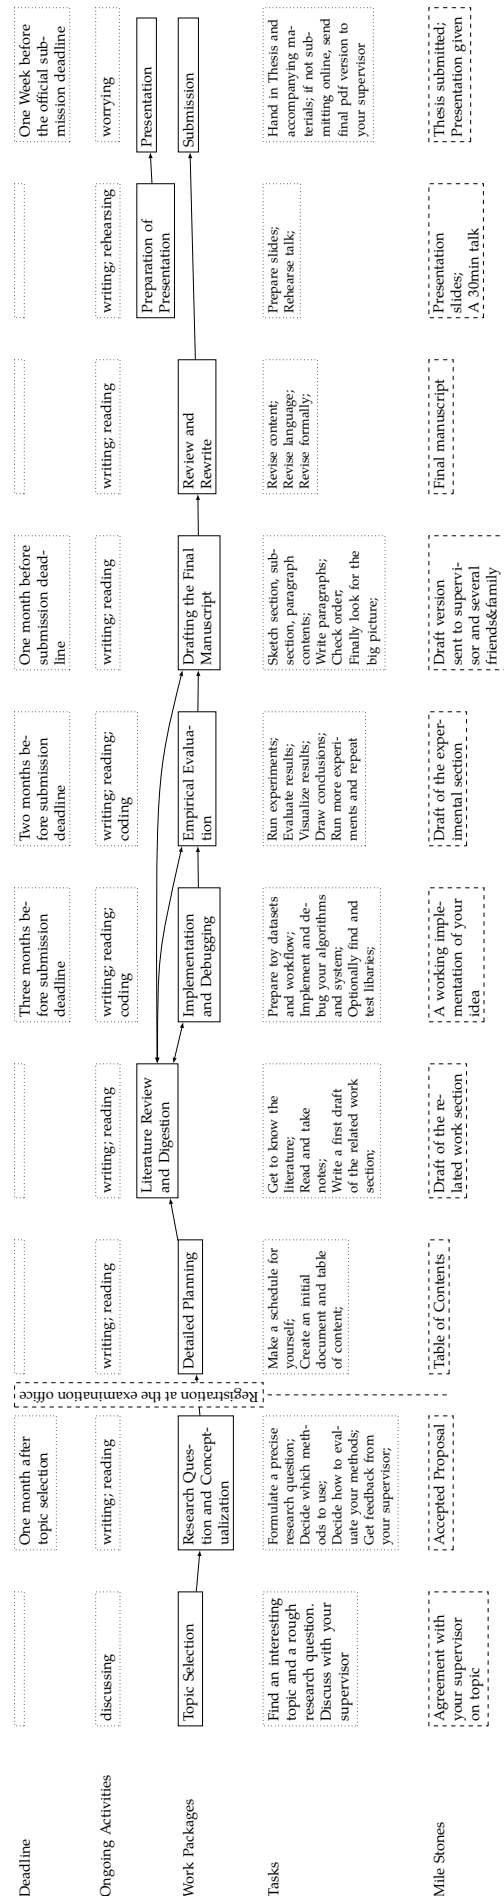 Deadline
One month after
topic selection
Three months be-
fore submission
deadline
Two months be-
fore submission
deadline
One month before
submission dead-
line
One Week before
the official sub-
mission deadline
Ongoing Activities
discussing
writing; reading
writing; reading
writing; reading
writing; reading;
coding
writing; reading;
coding
writing; reading
writing; reading
writing; rehearsing
worrying
Work Packages
Topic Selection
Research Ques-
tion and Concept-
ualization
Registration at the examination office
Detailed Planning
Literature Review
and Digestion
Implementation
and Debugging
Empirical Evalua-
tion
Drafting the Final
Manuscript
Review and
Rewrite
Preparation of
Presentation
Presentation
Submission
Tasks
Find an interesting
topic and a rough
research question.
Discuss with your
supervisor
Formulate a precise
research question;
Decide which meth-
ods to use;
Decide how to eval-
uate your methods;
Get feedback from
your supervisor;
Make a schedule for
yourself;
Create an initial
document and table
of content;
Get to know the
literature;
Read and take
notes;
Write a first draft
of the related work
section;
Prepare toy datasets
and workflow;
Implement and de-
bug your algorithms
and system;
Optionally find and
test libaries;
Run experiments;
Evaluate results;
Visualize results;
Draw condusions;
Run more experi-
ments and repeat
Sketch section, sub-
section, paragraph
contents;
Write paragraphs;
Check order;
Finally look for the
big picture;
Revise content;
Revise language;
Revise formally;
Prepare slides;
Rehearse talk;
Hand in Thesis and
accompanying ma-
terials; if not sub-
mitting online, send
final pdf version to
your supervisor
Mile Stones
Agreement with
your supervisor
on topic
Accepted Proposal
Table of Contents
Draft of the re-
lated work section
A working imple-
mentation of your
idea
Draft of the exper-
imental section
Draft version
sent to supervi-
sor and several
friends&family
Final manuscript
Presentation
slides;
A 30min talk
Thesis submitted;
Presentation given